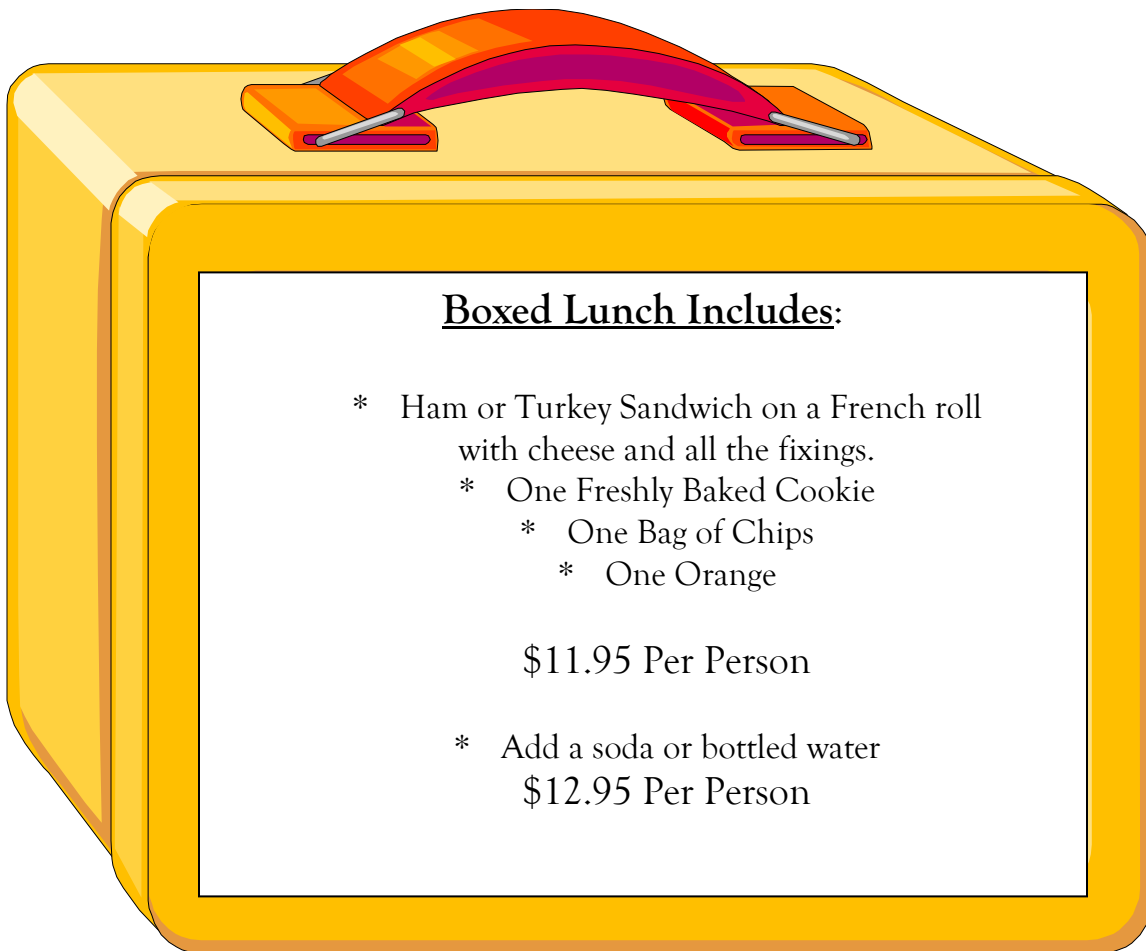 Boxed Lunch Includes:
* Ham or Turkey Sandwich on a French roll
with cheese and all the fixings.
* One Freshly Baked Cookie
* One Bag of Chips
* One Orange
$11.95 Per Person
* Add a soda or bottled water
$12.95 Per Person